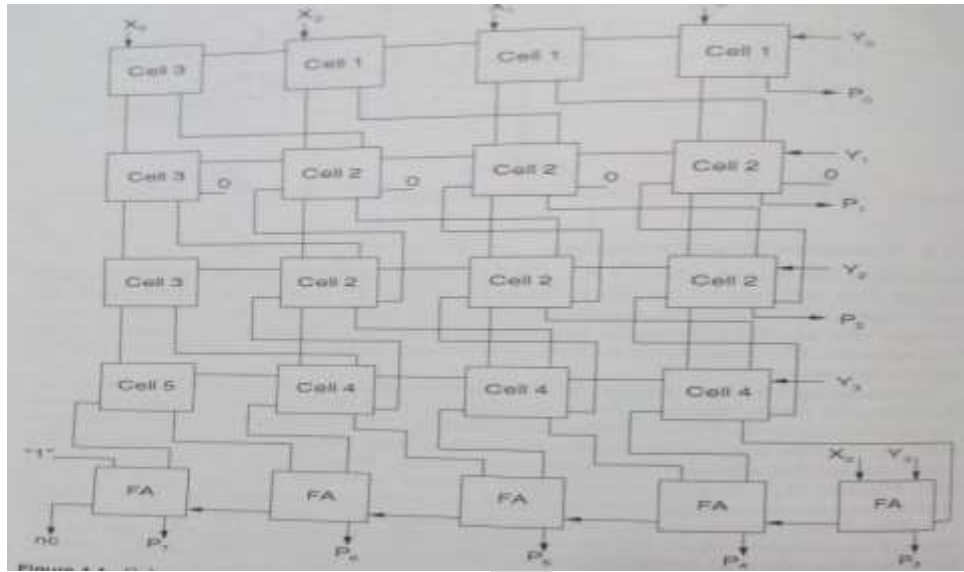 X₂ X₁
Cell 3 Cell 1 Cell 1 Cell 1 Y₀
P₀
Cell 3 0 Cell 2 0 Cell 2 0 Cell 2 Y₁ 0
P₁
Cell 3 Cell 2 Cell 2 Cell 2 Y₂
P₂
Cell 5 Cell 4 Cell 4 Cell 4 Y₃
"1" X₃ Y₃
FA FA FA FA FA
nc P₇ P₆ P₅ P₄ P₃